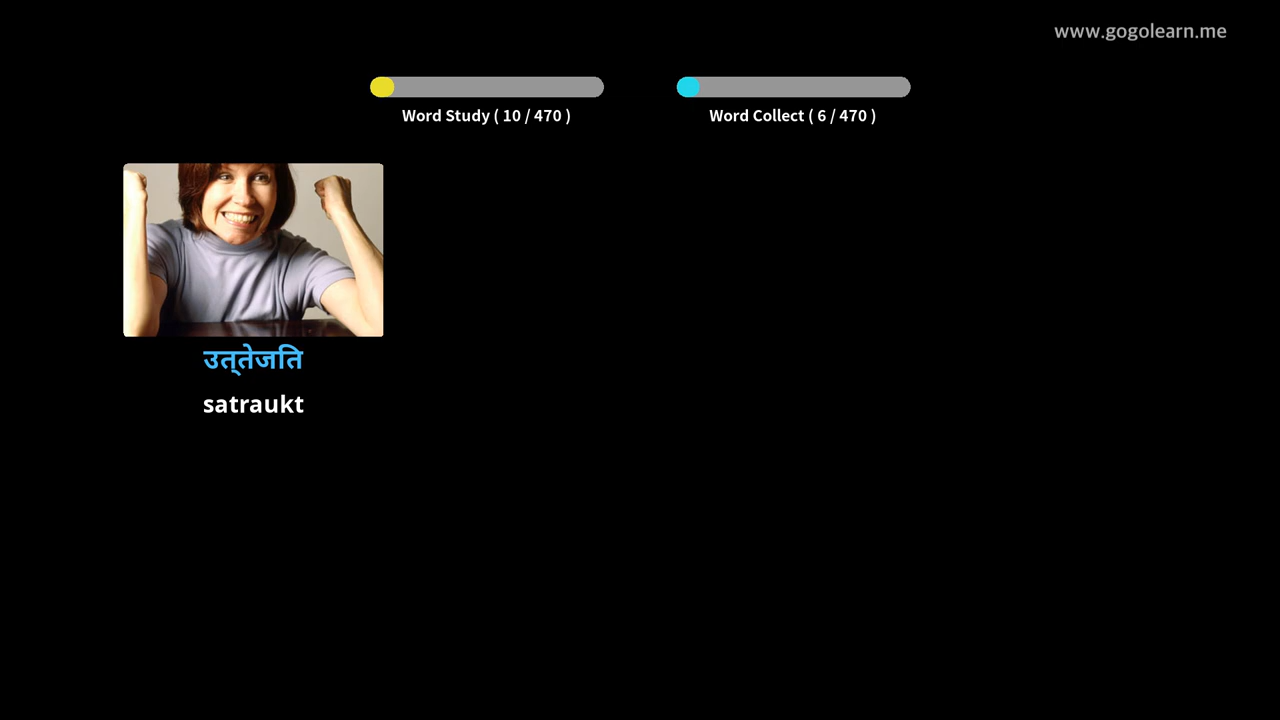 www.gogolearn.me
Word Study ( 10 / 470 )
Word Collect ( 6 / 470 )
उत्‌तेजति
satraukt